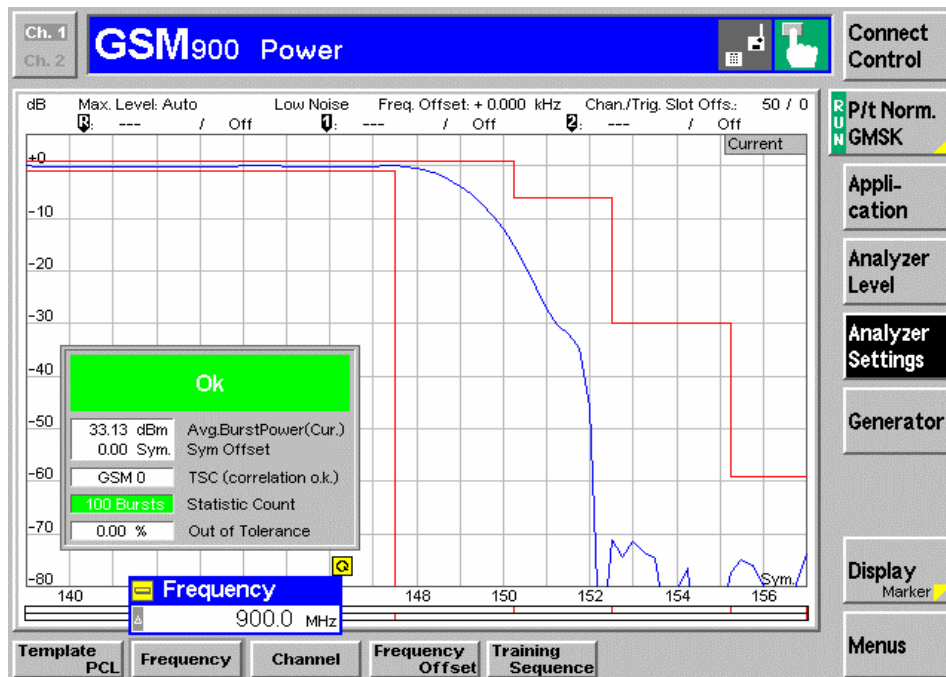 Ch. 1
Ch. 2
GSM900 Power
Connect Control
dB Max. Level: Auto Low Noise Freq. Offset: + 0.000 kHz Chan./Trig. Slot Offs.: 50 / 0
R: --- / Off 1: --- / Off 2: --- / Off
RUN
P/t Norm. GMSK
Current
+0
-10
-20
-30
-40
-50
-60
-70
-80
Appli-
cation
Analyzer
Level
Analyzer
Settings
Generator
Ok
33.13 dBm Avg.BurstPower(Cur.)
0.00 Sym. Sym Offset
GSM 0 TSC (correlation o.k.)
100 Bursts Statistic Count
0.00 % Out of Tolerance
Sym.
140 148 150 152 154 156
Frequency
900.0 MHz
Display
Marker
Menus
Template PCL
Frequency
Channel
Frequency Offset
Training Sequence